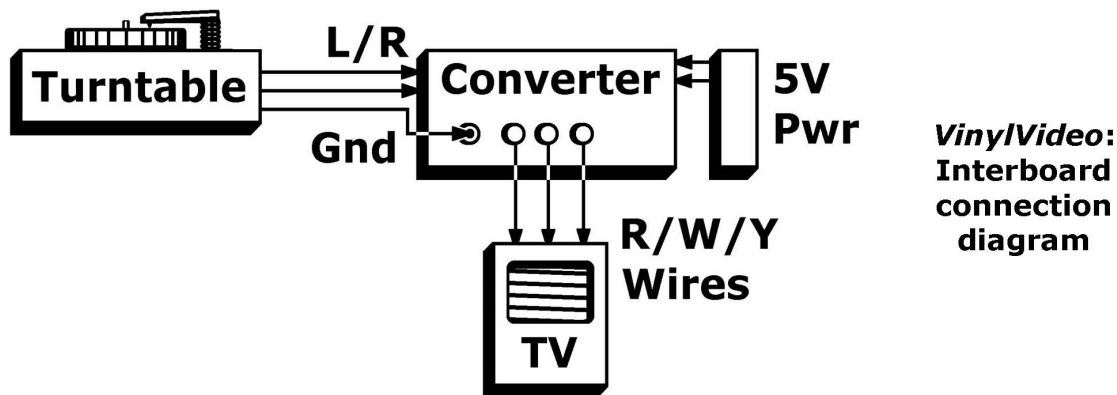 L/R
Turntable
Converter
5V
Pwr
Gnd
R/W/Y
Wires
TV
VinylVideo:
Interboard
connection
diagram